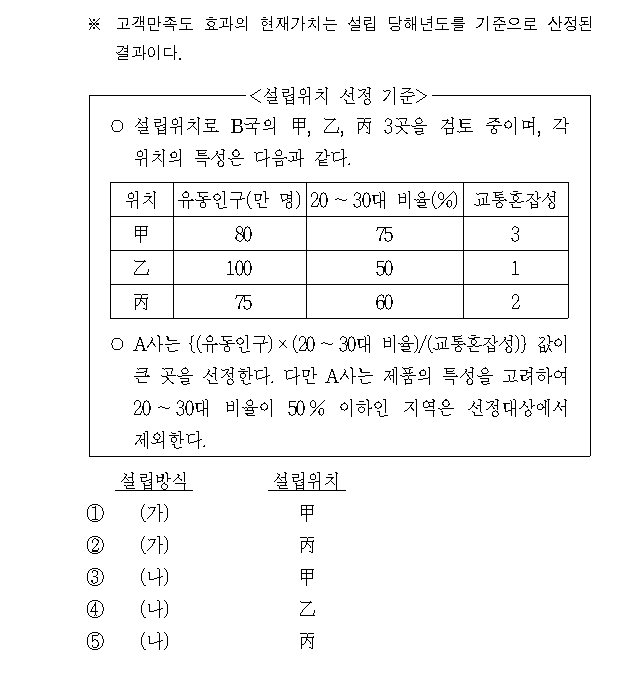 ※ 고객만족도 효과의 현재가치는 설립 당해년도를 기준으로 산정된
결과이다.
<설립위치 선정 기준>
○ 설립위치로 B국의 甲, 乙, 丙 3곳을 검토 중이며, 각
위치의 특성은 다음과 같다.
위치 유동인구(만 명) 20~30대 비율(%) 교통혼잡성
甲 80 75 3
乙 100 50 1
丙 75 60 2
○ A사는 {(유동인구)×(20~30대 비율)/(교통혼잡성)} 값이
큰 곳을 선정한다. 다만 A사는 제품의 특성을 고려하여
20~30대 비율이 50% 이하인 지역은 선정대상에서
제외한다.
설립방식 설립위치
① (가) 甲
② (가) 丙
③ (나) 甲
④ (나) 乙
⑤ (나) 丙